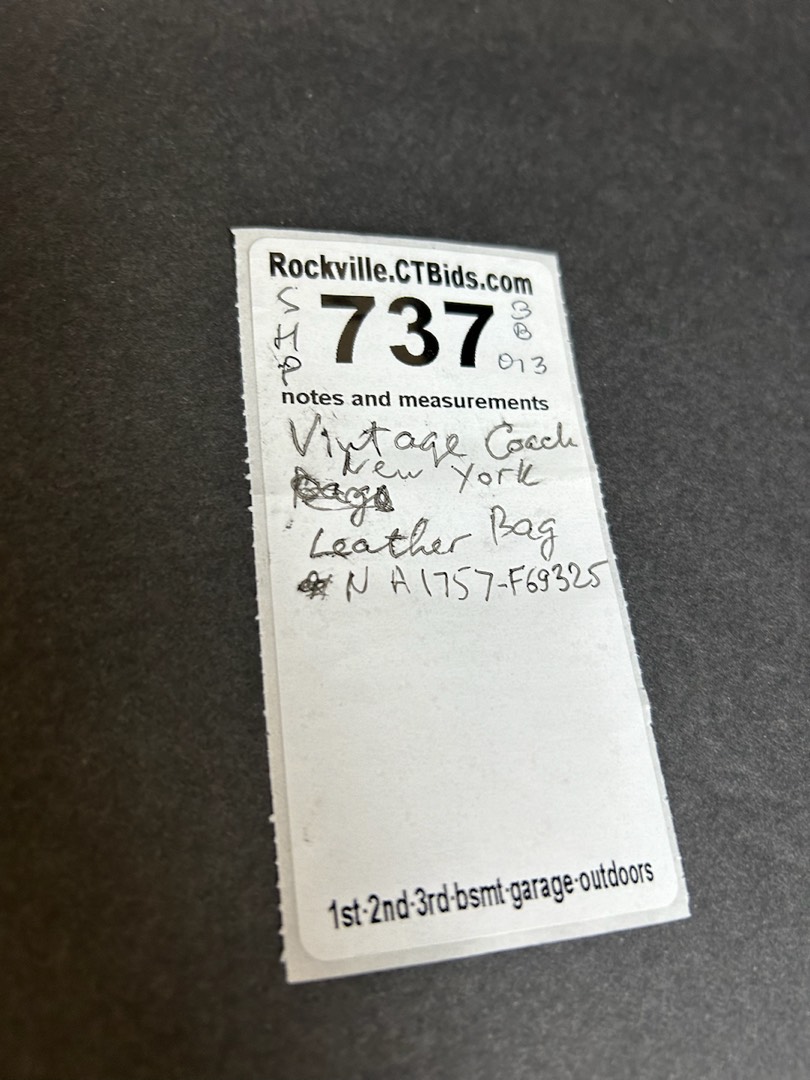 Rockville.CTBids.com
SHP
737
3
B
013
notes and measurements
Vintage Coach
New York
Leather Bag
N A1757-F69325
1st-2nd-3rd-bsmt-garage-outdoors